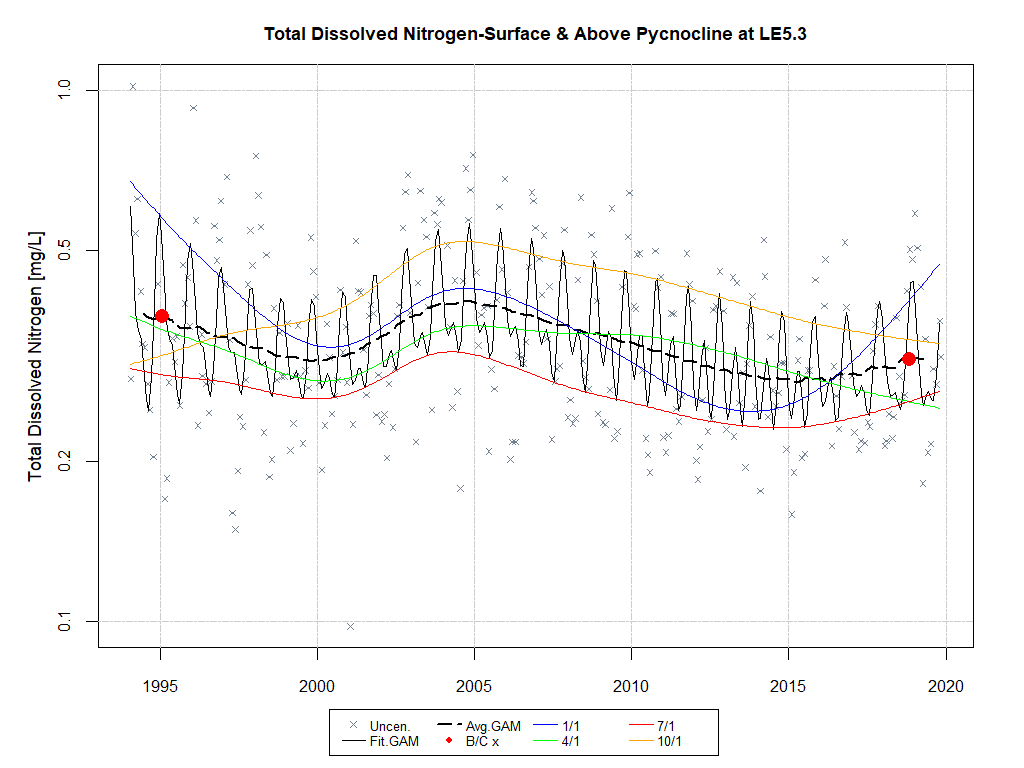 Total Dissolved Nitrogen-Surface & Above Pycnocline at LE5.3
Total Dissolved Nitrogen [mg/L]
1.0
0.5
0.2
0.1
1995 2000 2005 2010 2015 2020
Uncen. Avg.GAM 1/1 7/1
Fit.GAM B/C x 4/1 10/1